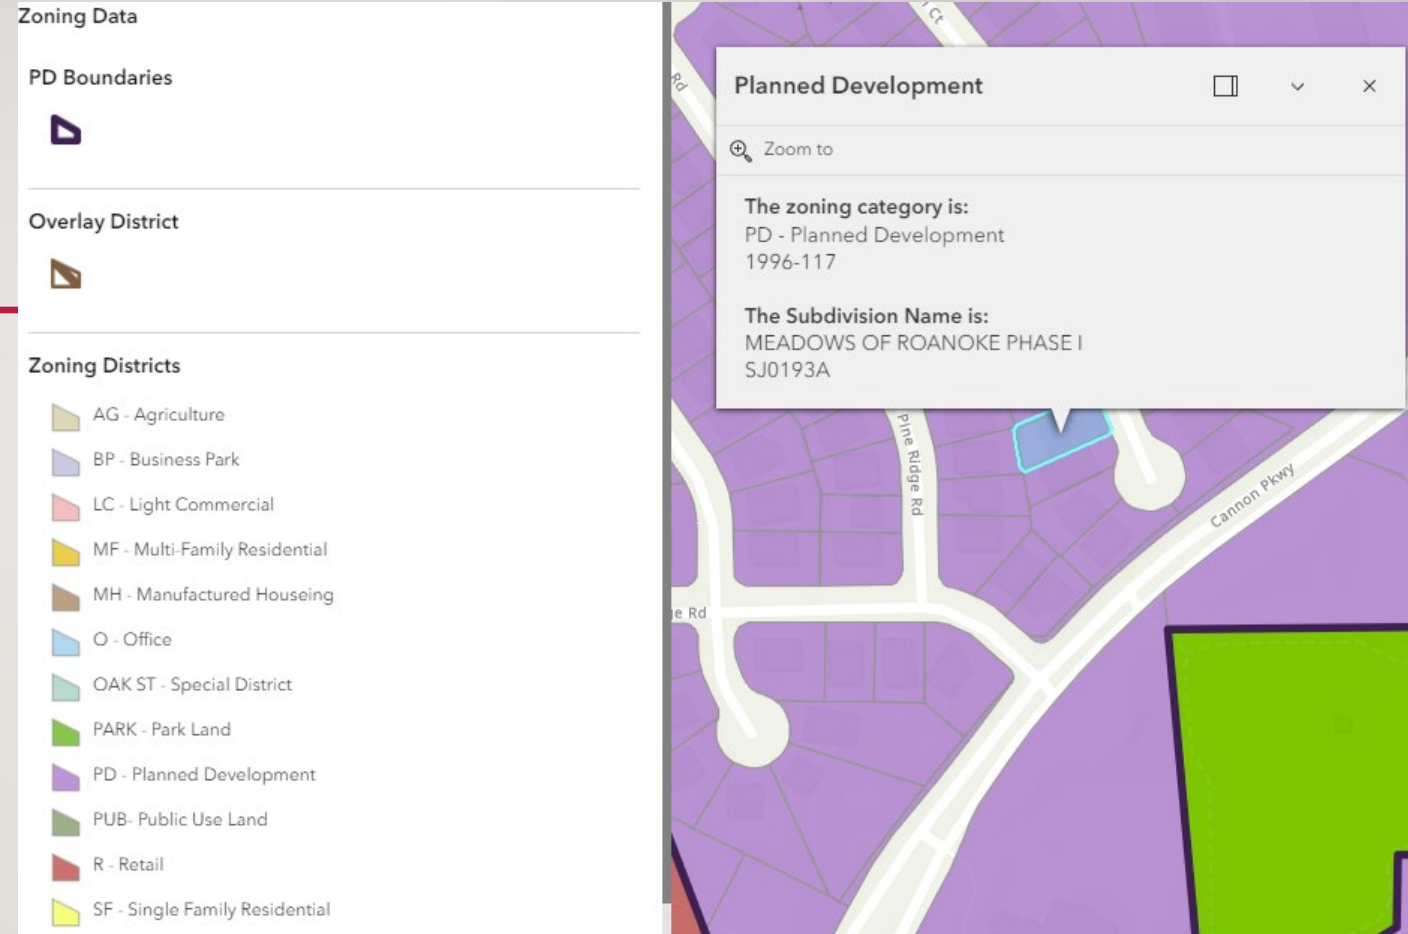 Zoning Data
PD Boundaries
Overlay District
Zoning Districts
AG - Agriculture
BP - Business Park
LC - Light Commercial
MF - Multi-Family Residential
MH - Manufactured Houseing
O - Office
OAK ST - Special District
PARK - Park Land
PD - Planned Development
PUB- Public Use Land
R - Retail
SF - Single Family Residential
Ct
Rd
Planned Development
Zoom to
The zoning category is:
PD - Planned Development
1996-117
The Subdivision Name is:
MEADOWS OF ROANOKE PHASE I
SJ0193A
Pine Ridge Rd
Cannon Pkwy
ge Rd